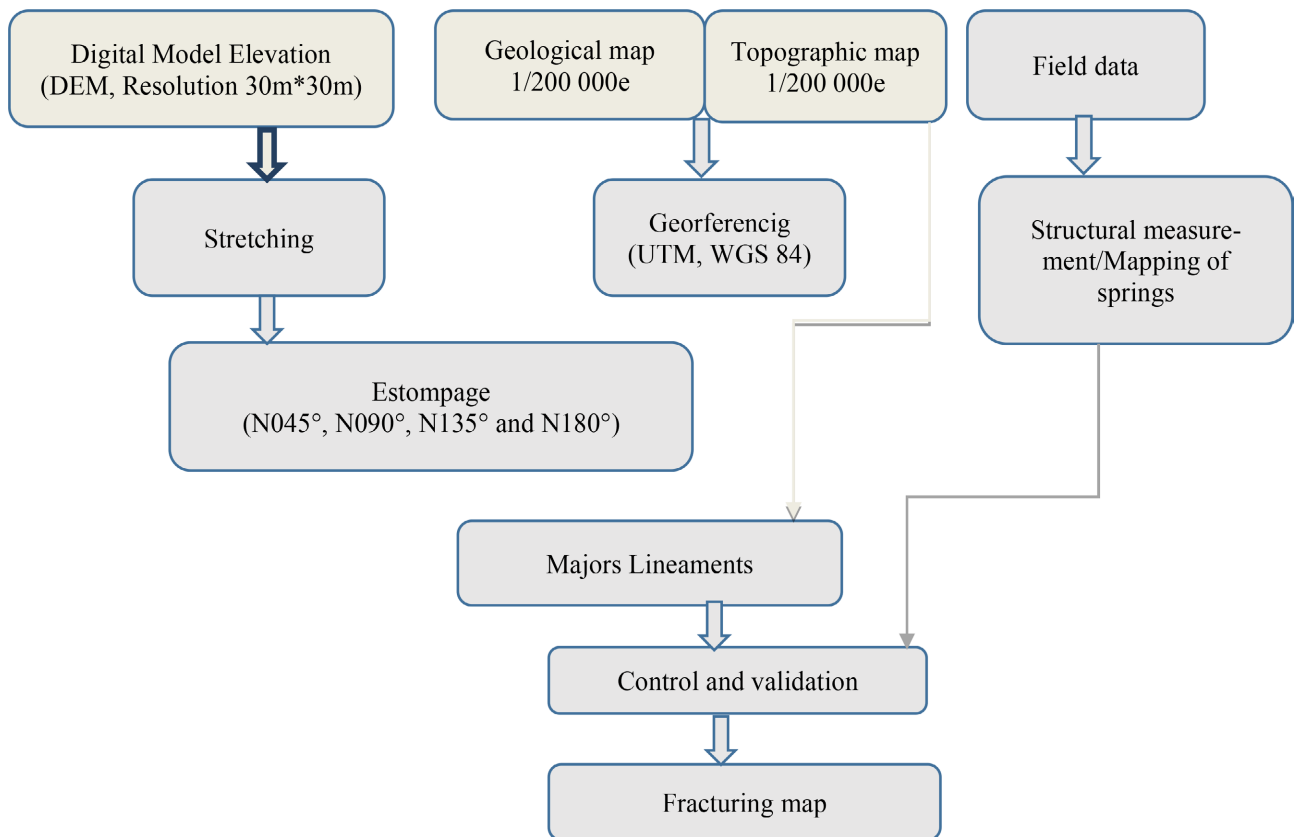 Digital Model Elevation
(DEM, Resolution 30m*30m)
Geological map
1/200 000e
Topographic map
1/200 000e
Field data
Stretching
Georferencig
(UTM, WGS 84)
Structural measure-
ment/Mapping of
springs
Estompage
(N045°, N090°, N135° and N180°)
Majors Lineaments
Control and validation
Fracturing map